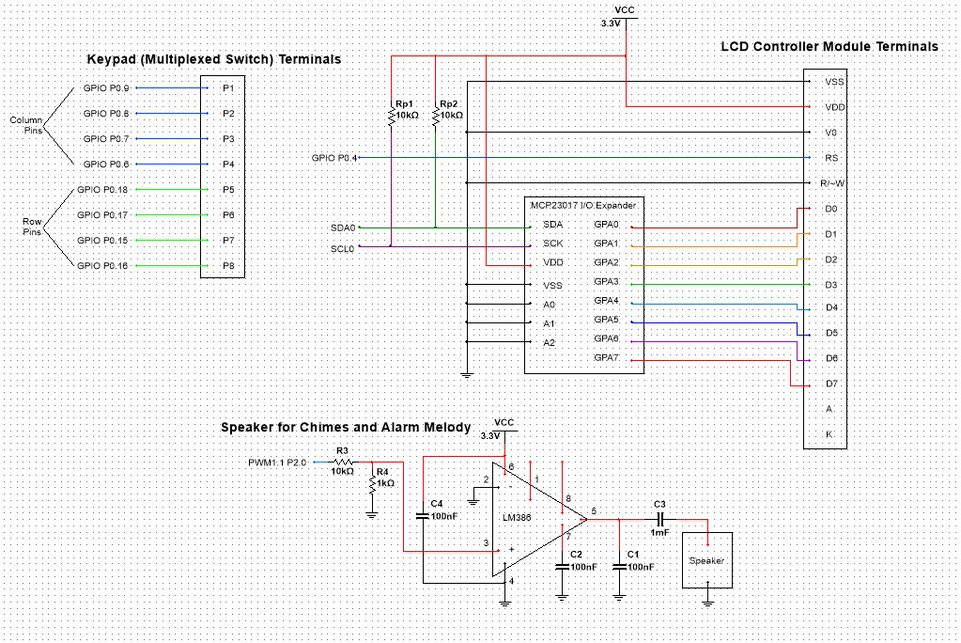 VCC
3.3V
LCD Controller Module Terminals
Keypad (Multiplexed Switch) Terminals
Column
Pins
GPIO P0.9
P1
GPIO P0.8
P2
GPIO P0.7
P3
GPIO P0.6
P4
Row
Pins
GPIO P0.18
P5
GPIO P0.17
P6
GPIO P0.15
P7
GPIO P0.16
P8
Rp1
10kΩ
Rp2
10kΩ
GPIO P0.4
SDA0
SCL0
MCP23017 I/O Expander
SDA
GPA0
SCK
GPA1
VDD
GPA2
VSS
GPA3
A0
GPA4
A1
GPA5
A2
GPA6
GPA7
VSS
VDD
V0
RS
R/~W
D0
D1
D2
D3
D4
D5
D6
D7
A
K
Speaker for Chimes and Alarm Melody
VCC
3.3V
PWM1.1 P2.0
R3
10kΩ
R4
1kΩ
C4
100nF
6
2
-
1
8
LM386
5
7
3
+
4
C2
100nF
C1
100nF
C3
1mF
Speaker